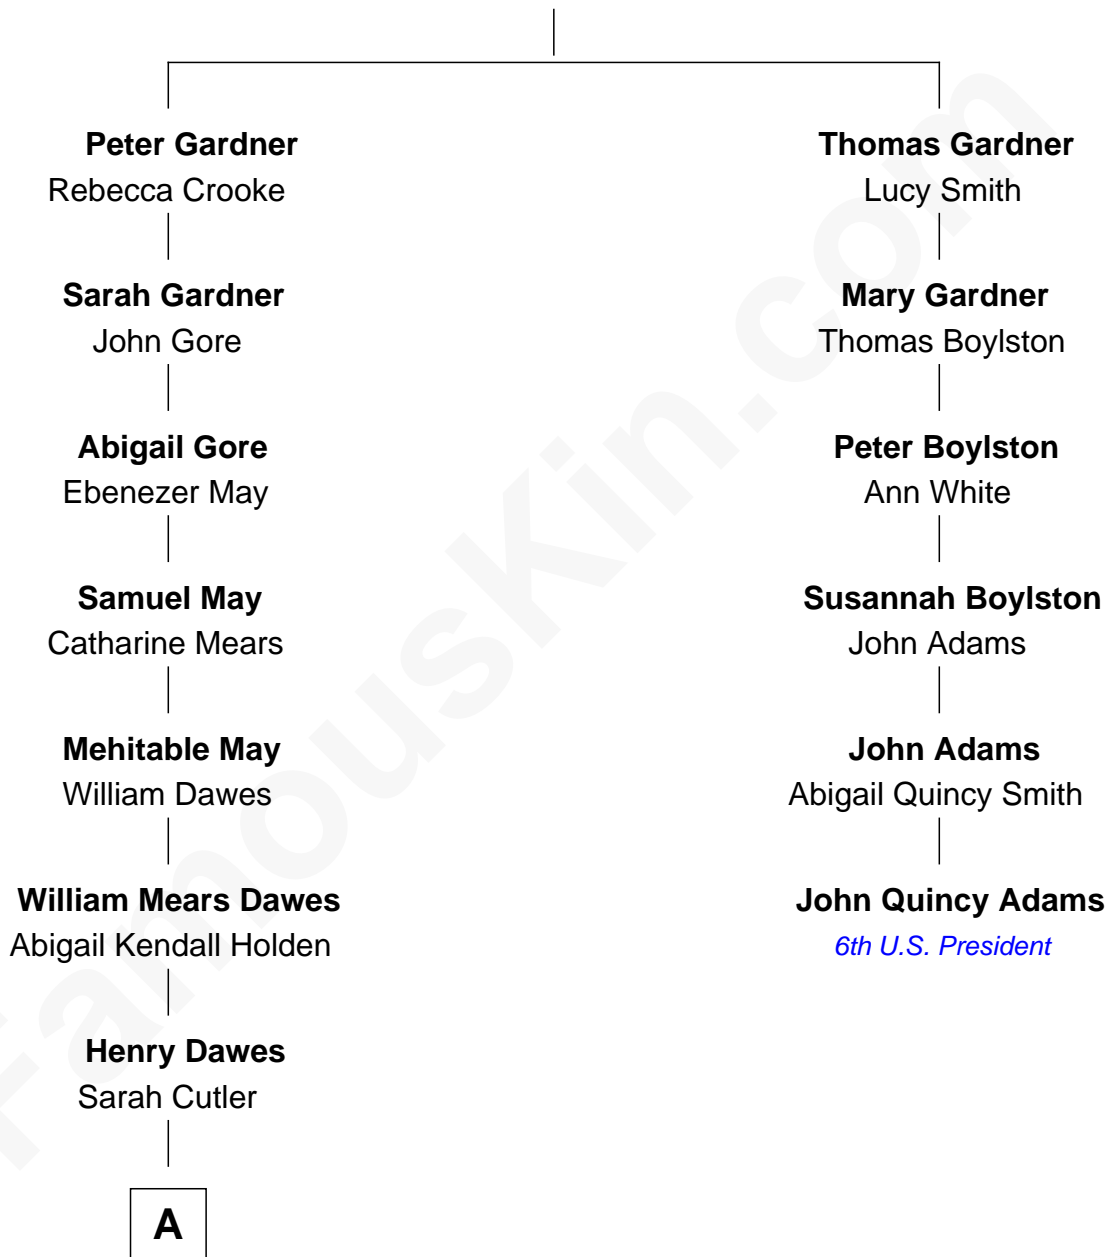 Peter Gardner
Rebecca Crooke
Sarah Gardner
John Gore
Abigail Gore
Ebenezer May
Samuel May
Catharine Mears
Mehitable May
William Dawes
William Mears Dawes
Abigail Kendall Holden
Henry Dawes
Sarah Cutler
A
Thomas Gardner
Lucy Smith
Mary Gardner
Thomas Boylston
Peter Boylston
Ann White
Susannah Boylston
John Adams
John Adams
Abigail Quincy Smith
John Quincy Adams
6th U.S. President
FamousKin.com